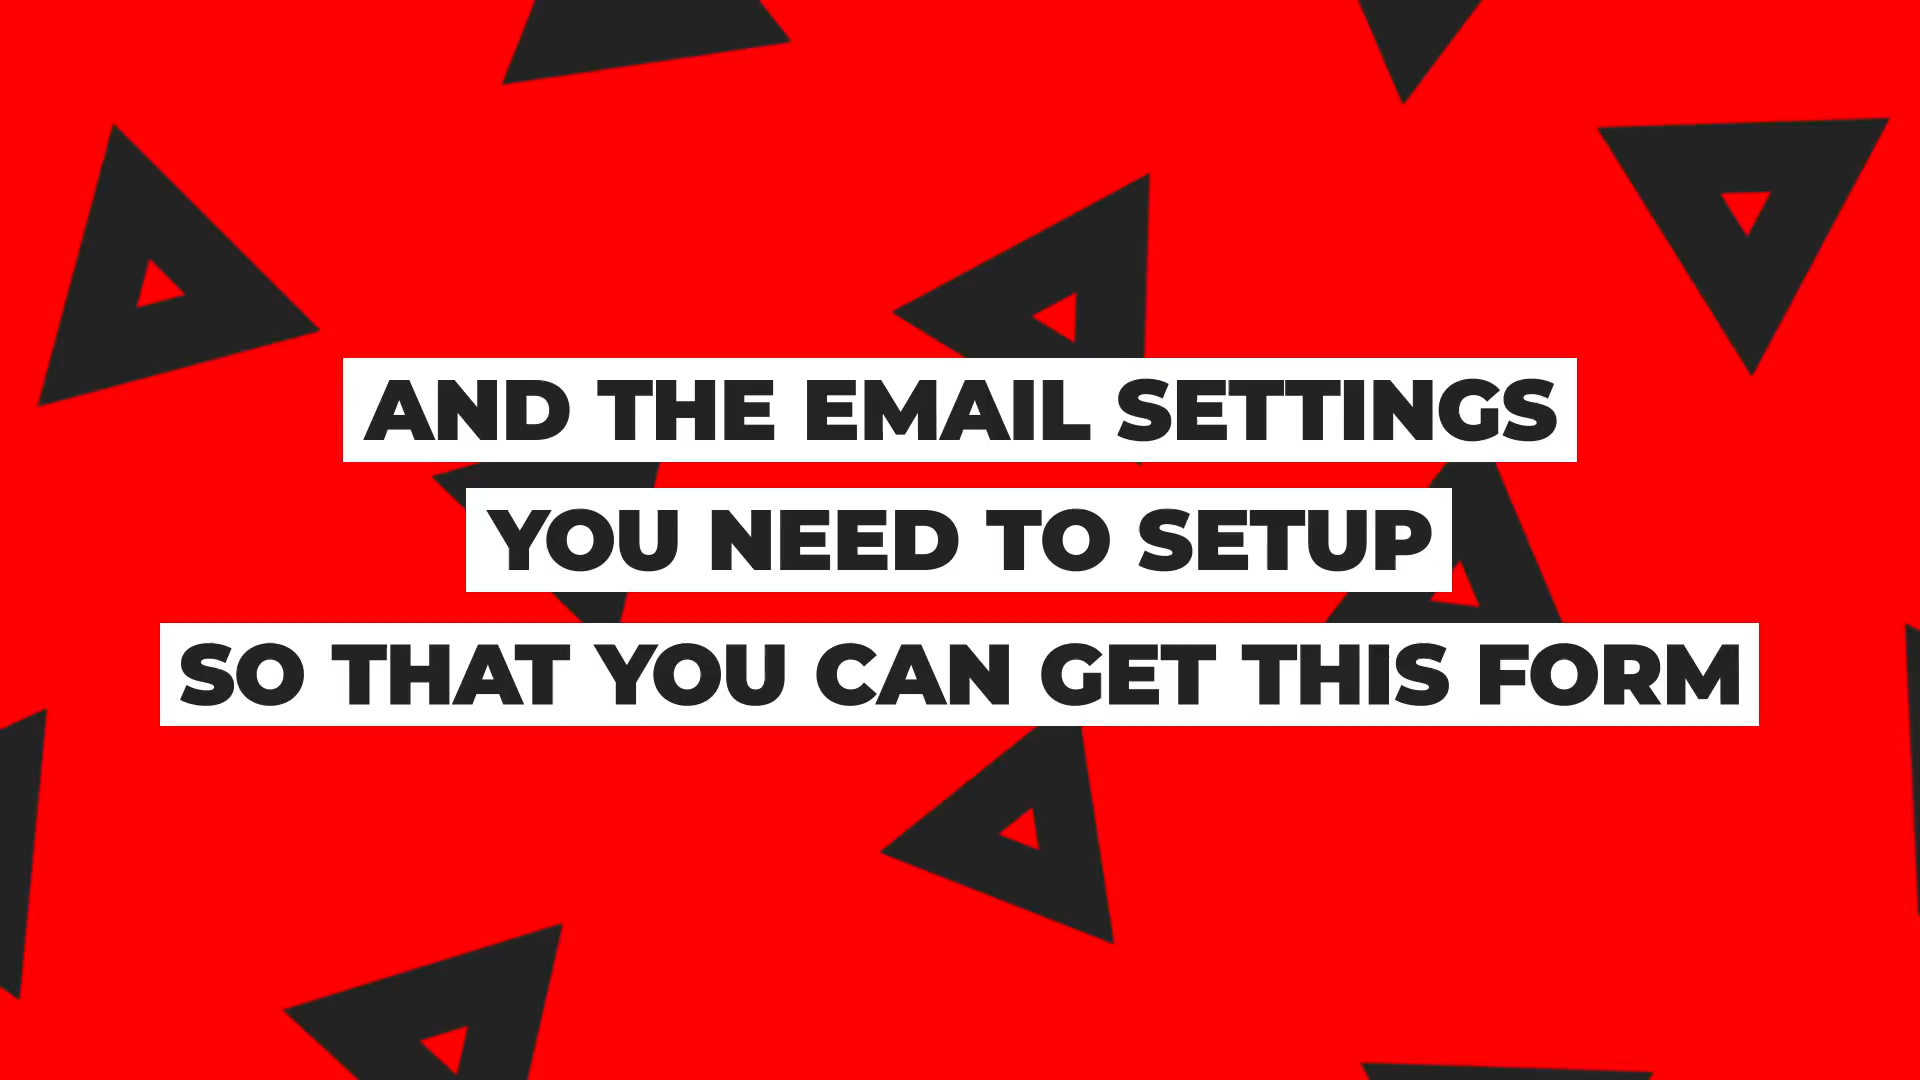 AND THE EMAIL SETTINGS
YOU NEED TO SETUP
SO THAT YOU CAN GET THIS FORM